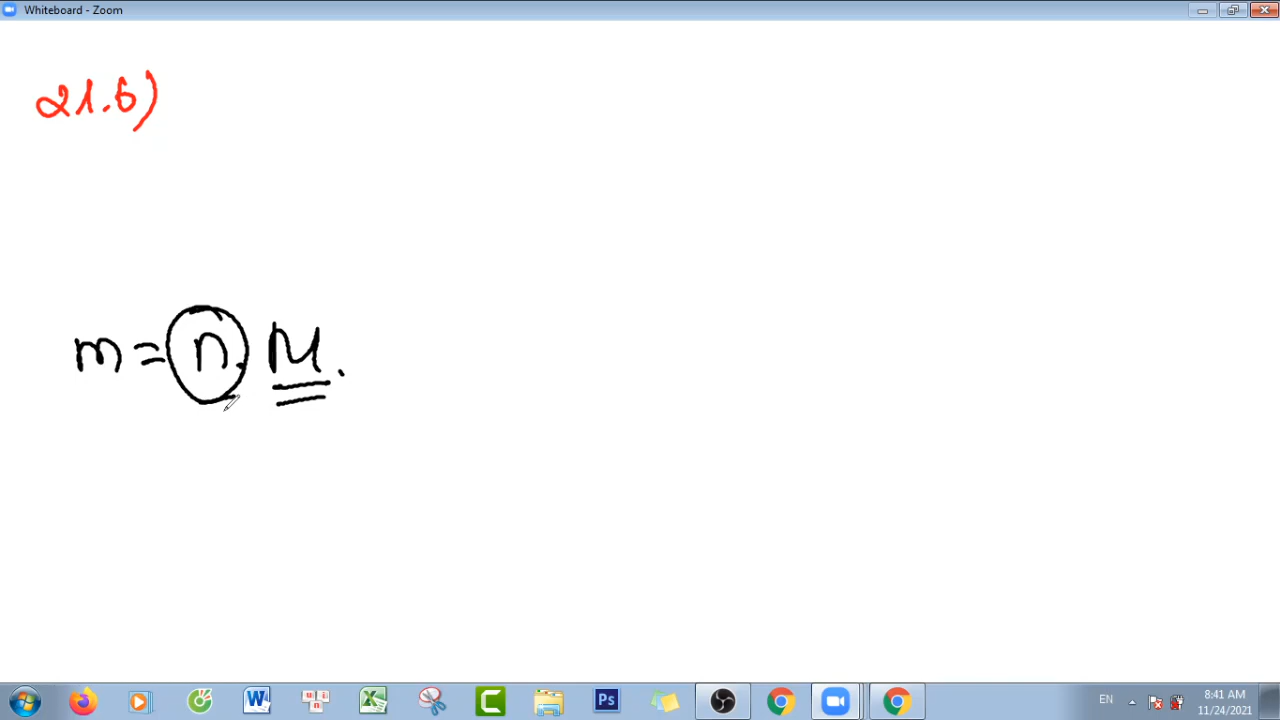 Whiteboard - Zoom
21.6)
m = n. M.
EN
8:41 AM
11/24/2021